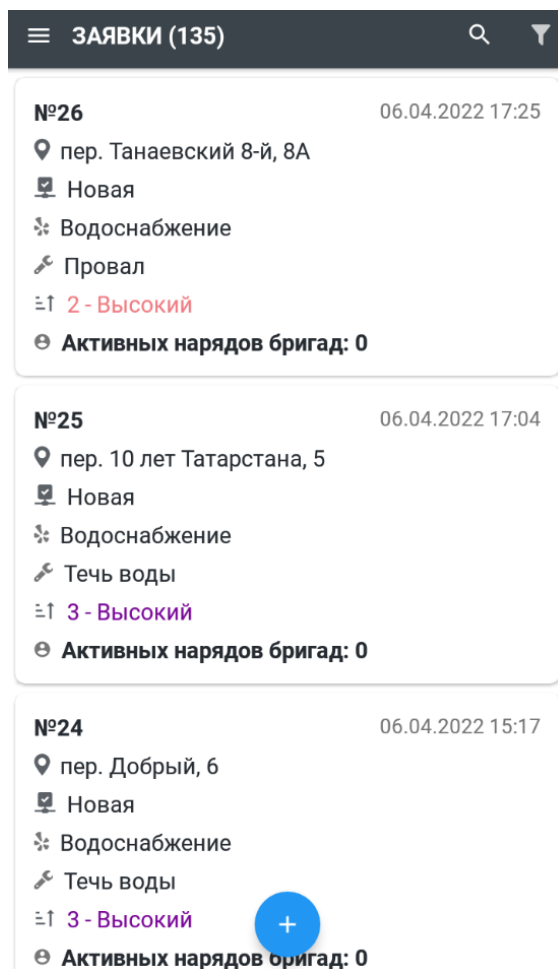 ЗАЯВКИ (135)
№26 06.04.2022 17:25
пер. Танаевский 8-й, 8А
Новая
Водоснабжение
Провал
2 - Высокий
Активных нарядов бригад: 0
№25 06.04.2022 17:04
пер. 10 лет Татарстана, 5
Новая
Водоснабжение
Течь воды
3 - Высокий
Активных нарядов бригад: 0
№24 06.04.2022 15:17
пер. Добрый, 6
Новая
Водоснабжение
Течь воды
3 - Высокий
Активных нарядов бригад: 0